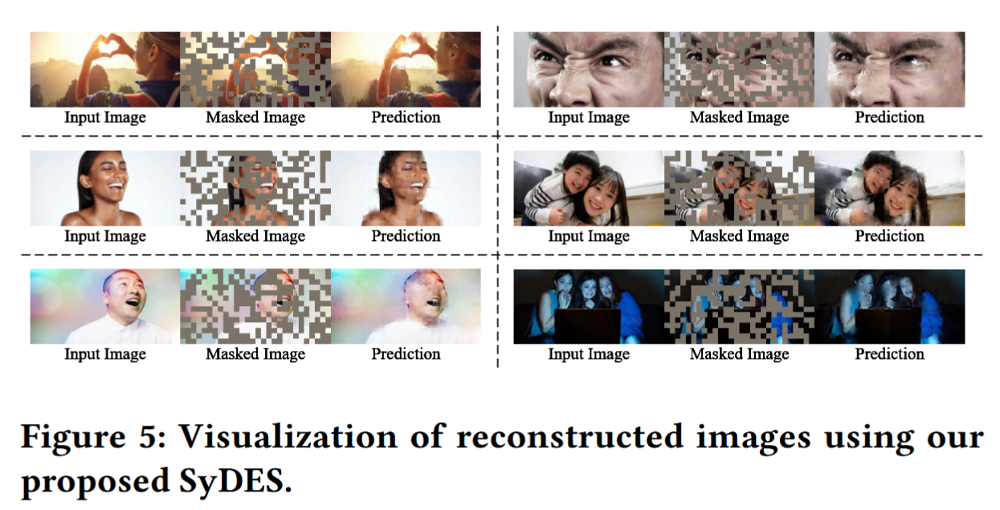 Input Image Masked Image Prediction Input Image Masked Image Prediction
Input Image Masked Image Prediction Input Image Masked Image Prediction
Input Image Masked Image Prediction Input Image Masked Image Prediction
Figure 5: Visualization of reconstructed images using our
proposed SyDES.